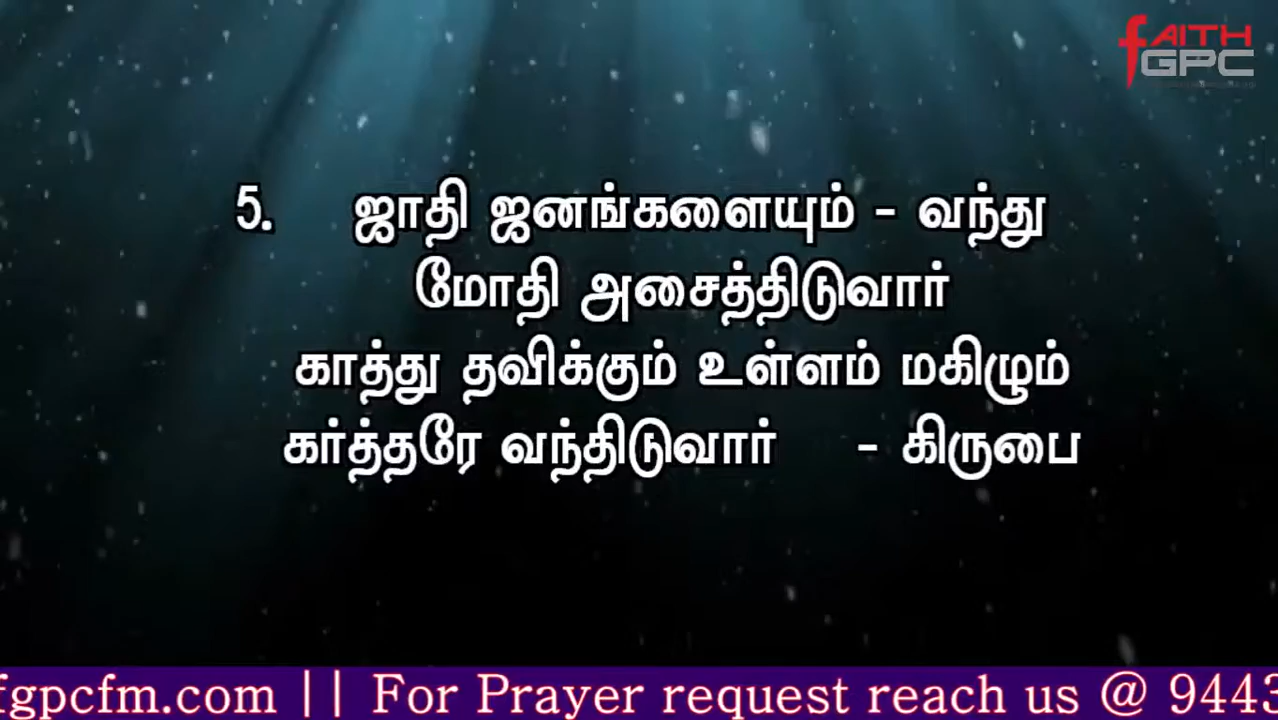 fAITH
GPC
5. ஜாதி ஜனங்களையும் - வந்து
மோதி அசைத்திடுவார்
காத்து தவிக்கும் உள்ளம் மகிழும்
கர்த்தரே வந்திடுவார் - கிருபை
fgpcfm.com || For Prayer request reach us @ 9443